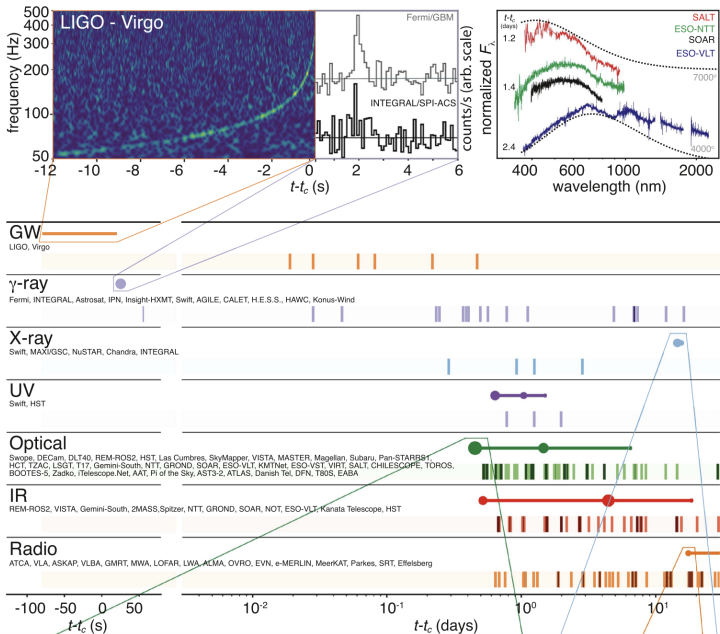 LIGO - Virgo
frequency (Hz)
500
400
300
200
100
50
-12 -10 -8 -6 -4 -2 0
t-tc (s)
Fermi/GBM
INTEGRAL/SPI-ACS
counts/s (arb. scale)
0 2 4 6
t-tc (s)
normalized Fλ
t-tc
(days)
1.2
1.4
2.4
SALT
ESO-NTT
SOAR
ESO-VLT
7000°
4000°
400 600 1000 2000
wavelength (nm)
GW
LIGO, Virgo
γ-ray
Fermi, INTEGRAL, Astrosat, IPN, Insight-HXMT, Swift, AGILE, CALET, H.E.S.S., HAWC, Konus-Wind
X-ray
Swift, MAXI/GSC, NuSTAR, Chandra, INTEGRAL
UV
Swift, HST
Optical
Swope, DECam, DLT40, REM-ROS2, HST, Las Cumbres, SkyMapper, VISTA, MASTER, Magellan, Subaru, Pan-STARRS1,
HCT, TZAC, LSGT, T17, Gemini-South, NTT, GROND, SOAR, ESO-VLT, KMTNet, ESO-VST, VIRT, SALT, CHILESCOPE, TOROS,
BOOTES-5, Zadko, iTelescope.Net, AAT, Pi of the Sky, AST3-2, ATLAS, Danish Tel, DFN, T80S, EABA
IR
REM-ROS2, VISTA, Gemini-South, 2MASS,Spitzer, NTT, GROND, SOAR, NOT, ESO-VLT, Kanata Telescope, HST
Radio
ATCA, VLA, ASKAP, VLBA, GMRT, MWA, LOFAR, LWA, ALMA, OVRO, EVN, e-MERLIN, MeerKAT, Parkes, SRT, Effelsberg
-100 -50 0 50 10⁻² 10⁻¹ 10⁰ 10¹
t-tc (s) t-tc (days)